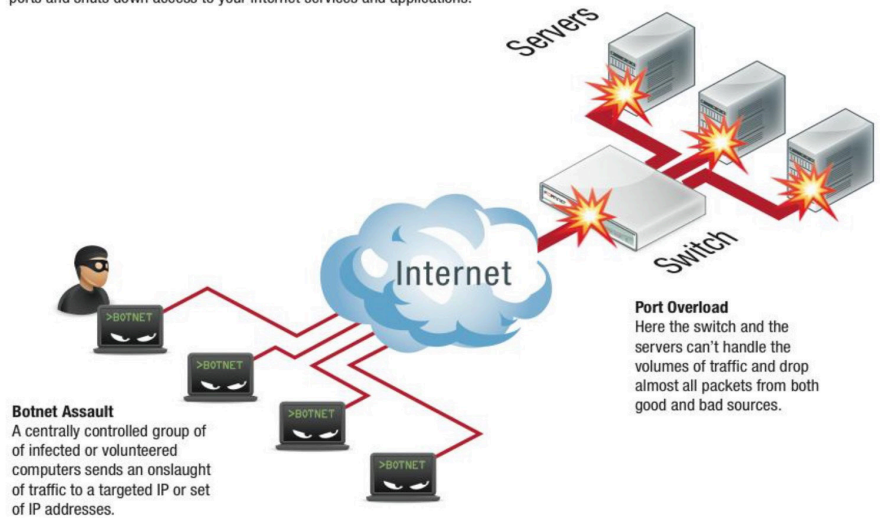 ports and shuts down access to your Internet services and applications.
Servers
Switch
Internet
>BOTNET
>BOTNET
>BOTNET
>BOTNET
Port Overload
Here the switch and the
servers can't handle the
volumes of traffic and drop
almost all packets from both
good and bad sources.
Botnet Assault
A centrally controlled group of
of infected or volunteered
computers sends an onslaught
of traffic to a targeted IP or set
of IP addresses.